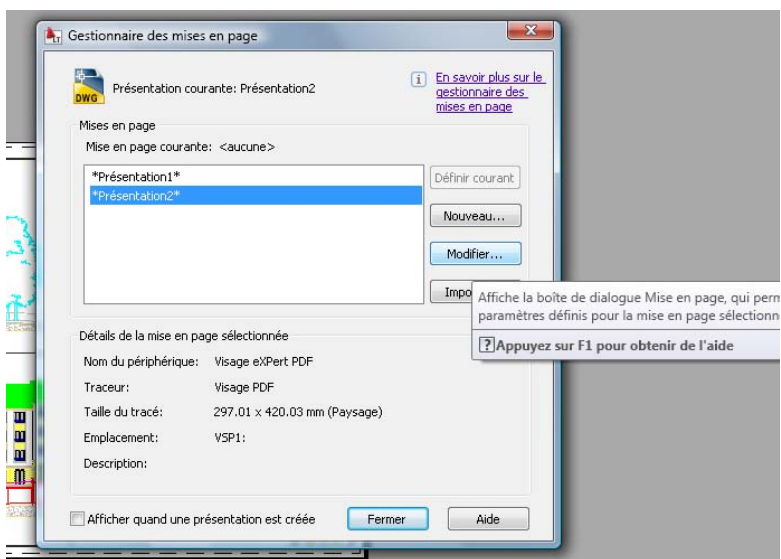 Gestionnaire des mises en page
LT
DWG
Présentation courante: Présentation2
i
En savoir plus sur le
gestionnaire des
mises en page
Mises en page
Mise en page courante: <aucune>
*Présentation1*
*Présentation2*
Définir courant
Nouveau...
Modifier...
Impo
Affiche la boîte de dialogue Mise en page, qui perm
paramètres définis pour la mise en page sélectionn
? Appuyez sur F1 pour obtenir de l'aide
Détails de la mise en page sélectionnée
Nom du périphérique: Visage eXPert PDF
Traceur: Visage PDF
Taille du tracé: 297.01 x 420.03 mm (Paysage)
Emplacement: VSP1:
Description:
Afficher quand une présentation est créée
Fermer
Aide